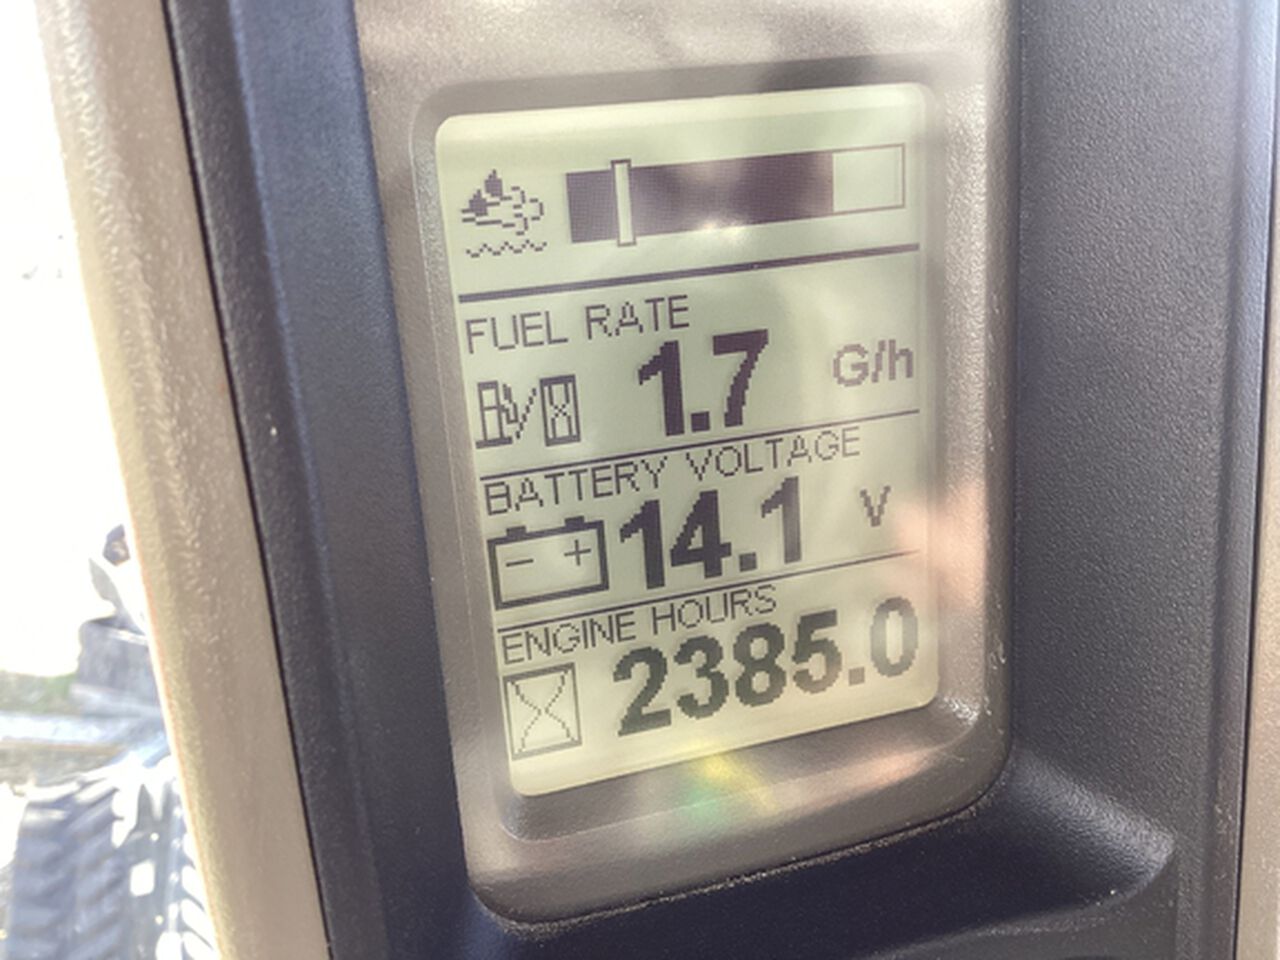 FUEL RATE
1.7 G/h
BATTERY VOLTAGE
- + 14.1 V
ENGINE HOURS
2385.0